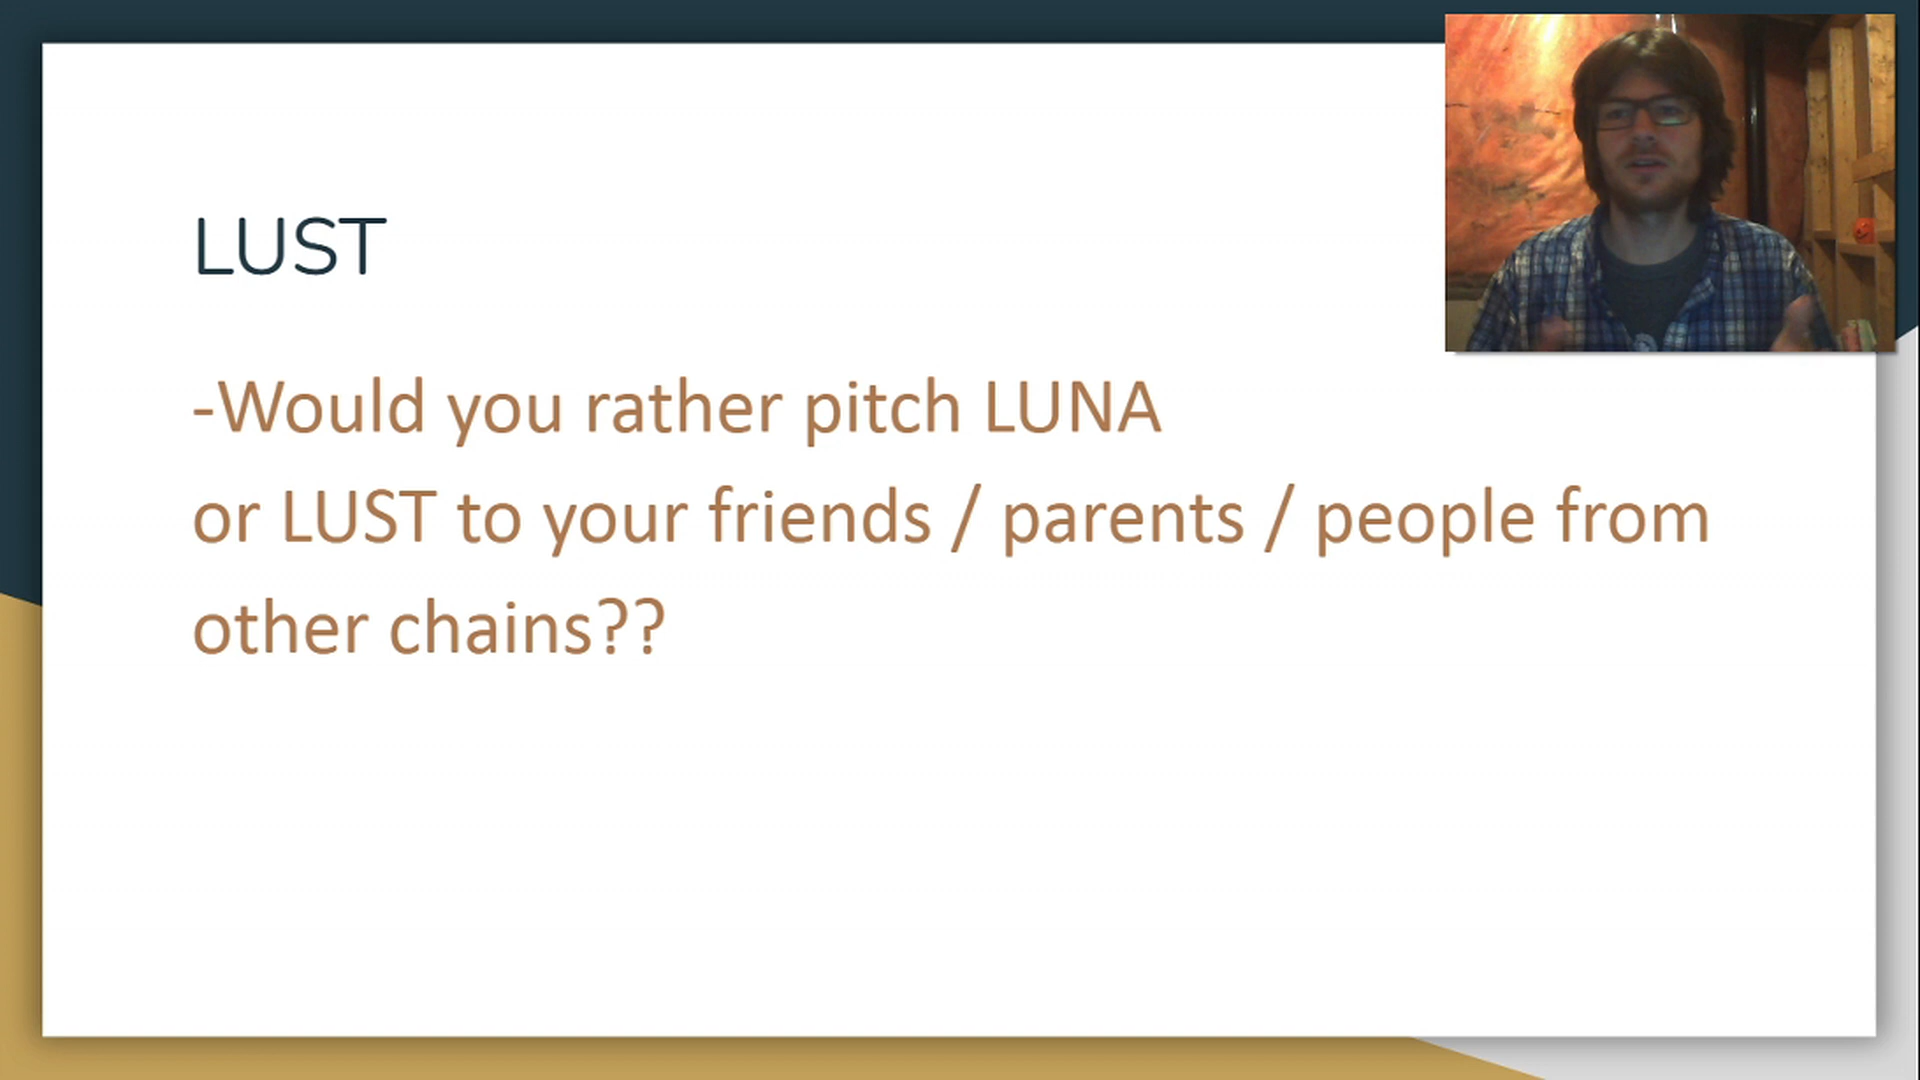 LUST
-Would you rather pitch LUNA
or LUST to your friends / parents / people from
other chains??